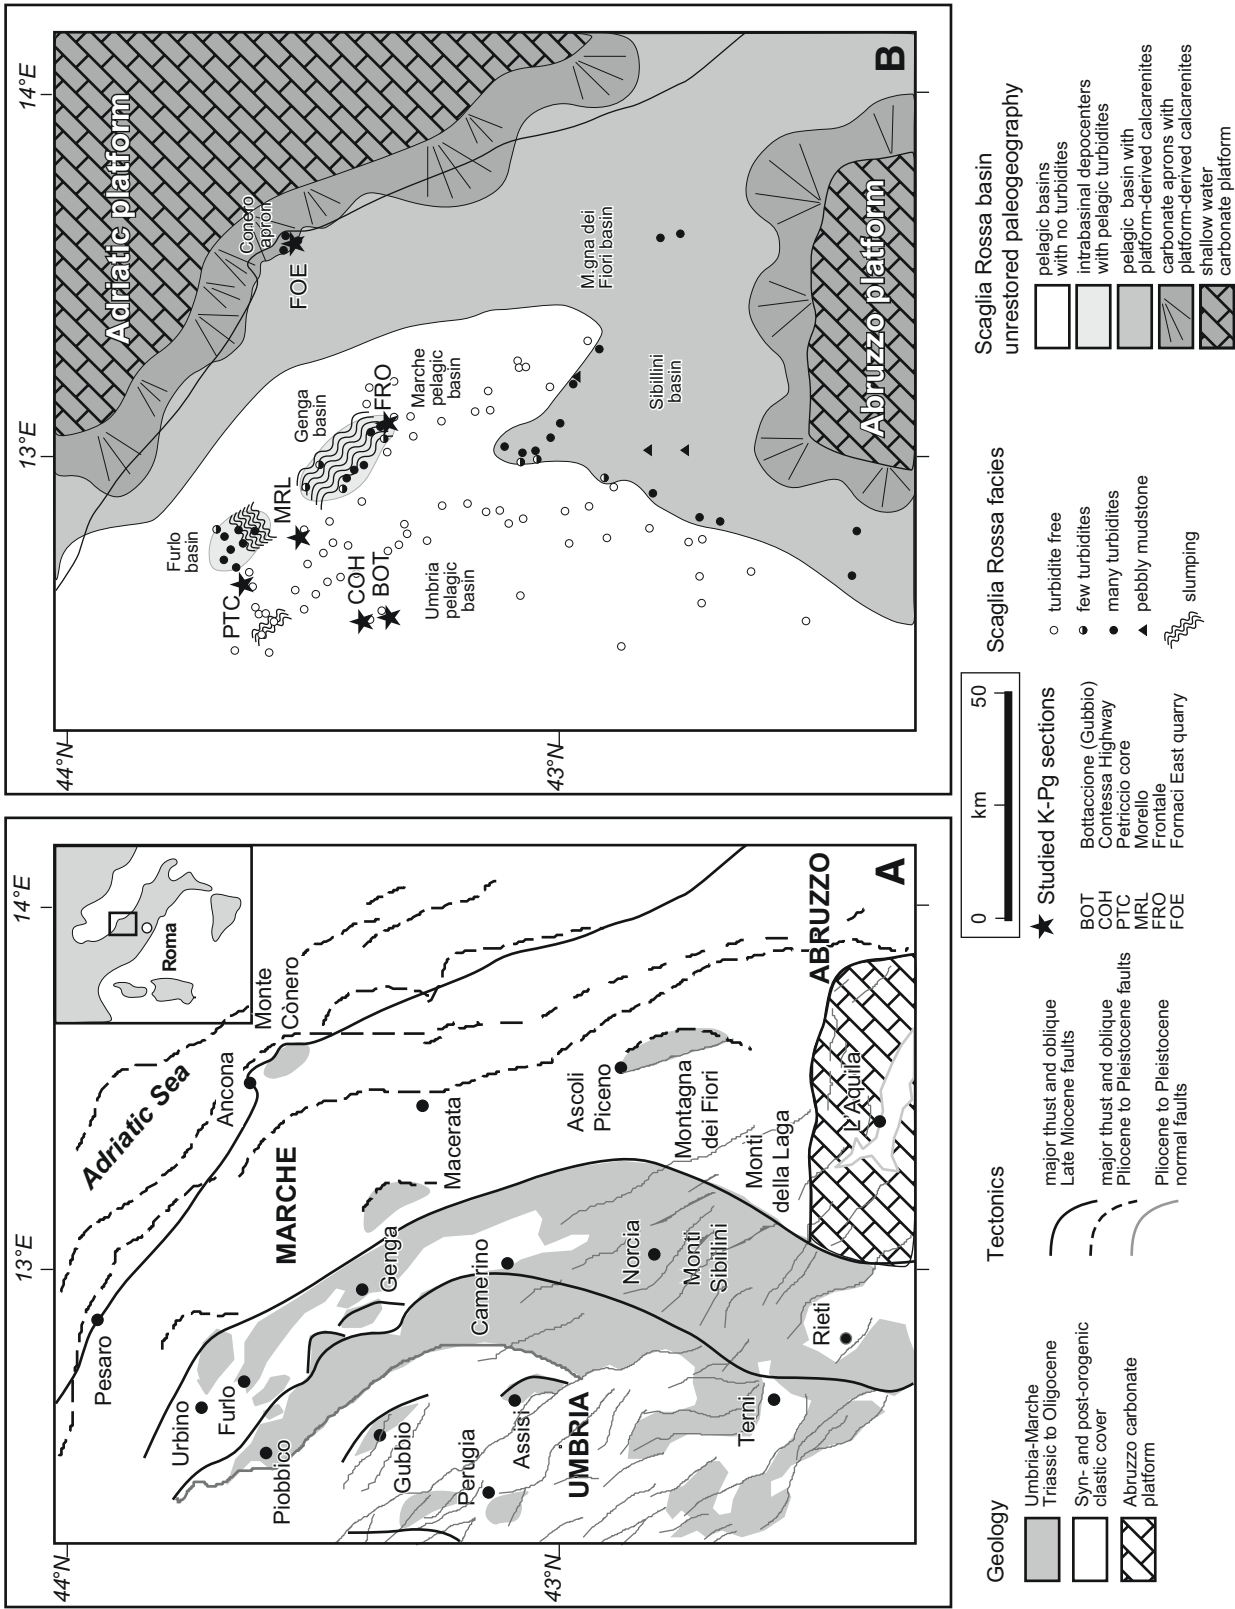 44°N
43°N
13°E
14°E
Adriatic Sea
Pesaro
Ancona
Monte
Cònero
Urbino
Furlo
Piobbico
MARCHE
Genga
Macerata
Gubbio
Perugia
Assisi
Camerino
UMBRIA
Ascoli
Piceno
Norcia
Monti
Sibillini
Montagna
dei Fiori
Monti
della Laga
Terni
Rieti
L'Aquila
ABRUZZO
Roma
A
44°N
43°N
13°E
14°E
Adriatic platform
Conero
apron
FOE
Furlo
basin
PTC
MRL
Genga
basin
FRO
Marche
pelagic
basin
COH
BOT
Umbria
pelagic
basin
M.gna dei
Fiori basin
Sibillini
basin
Abruzzo platform
B
Geology
Umbria-Marche
Triassic to Oligocene
Syn- and post-orogenic
clastic cover
Abruzzo carbonate
platform
Tectonics
major thust and oblique
Late Miocene faults
major thust and oblique
Pliocene to Pleistocene faults
Pliocene to Pleistocene
normal faults
0 km 50
Studied K-Pg sections
BOT Bottaccione (Gubbio)
COH Contessa Highway
PTC Petriccio core
MRL Morello
FRO Frontale
FOE Fornaci East quarry
Scaglia Rossa facies
turbidite free
few turbidites
many turbidites
pebbly mudstone
slumping
Scaglia Rossa basin
unrestored paleogeography
pelagic basins
with no turbidites
intrabasinal depocenters
with pelagic turbidites
pelagic basin with
platform-derived calcarenites
carbonate aprons with
platform-derived calcarenites
shallow water
carbonate platform